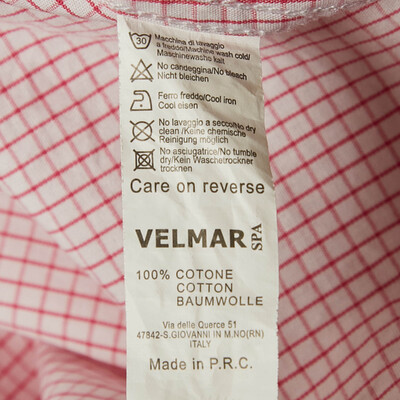 30
Macchina di lavaggio
a freddo/Machine wash cold/
Maschinewashs kalt
No candeggina/No bleach
Nicht bleichen
Ferro freddo/Cool iron
Cool eisen
No lavaggio a secco/No dry
clean /Keine chemische
Reinigung möglich
No asciugatrice/No tumble
dry/Kein Waschetrockner
trocknen
Care on reverse
VELMAR SPA
100% COTONE
COTTON
BAUMWOLLE
Via delle Querce 51
47842-S.GIOVANNI IN M.NO(RN)
ITALY
Made in P.R.C.